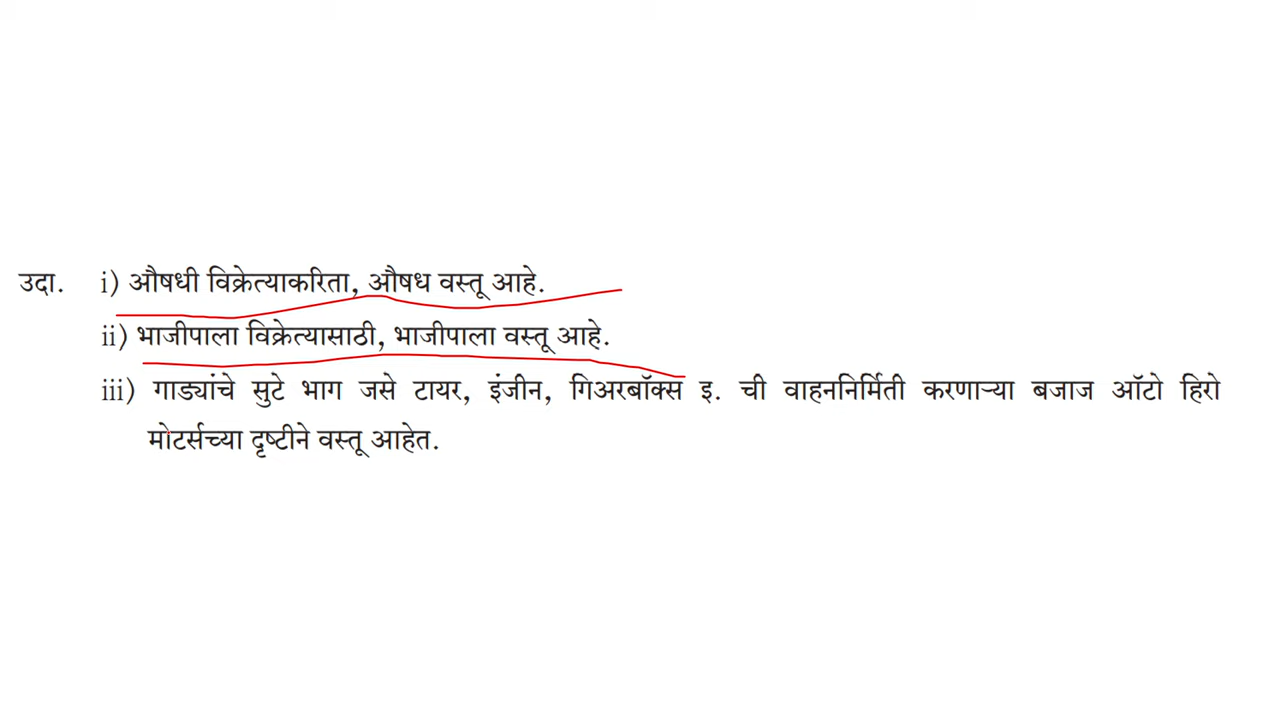 उदा. i) औषधी विक्रेत्याकरिता, औषध वस्तू आहे.
ii) भाजीपाला विक्रेत्यासाठी, भाजीपाला वस्तू आहे.
iii) गाड्यांचे सुटे भाग जसे टायर, इंजीन, गिअरबॉक्स इ. ची वाहननिर्मिती करणाऱ्या बजाज ऑटो हिरो
मोटर्सच्या दृष्टीने वस्तू आहेत.